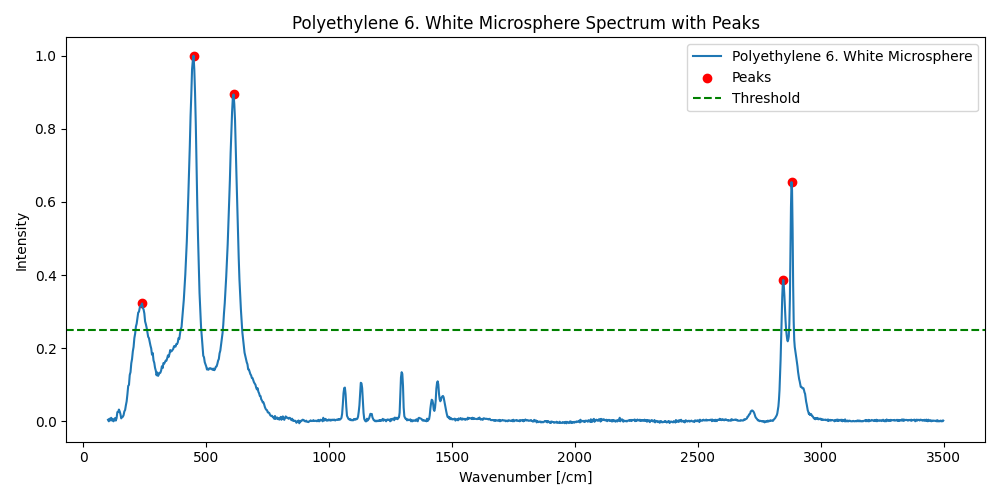 Polyethylene 6. White Microsphere Spectrum with Peaks
Polyethylene 6. White Microsphere
Peaks
Threshold
Intensity
1.0
0.8
0.6
0.4
0.2
0.0
0 500 1000 1500 2000 2500 3000 3500
Wavenumber [/cm]